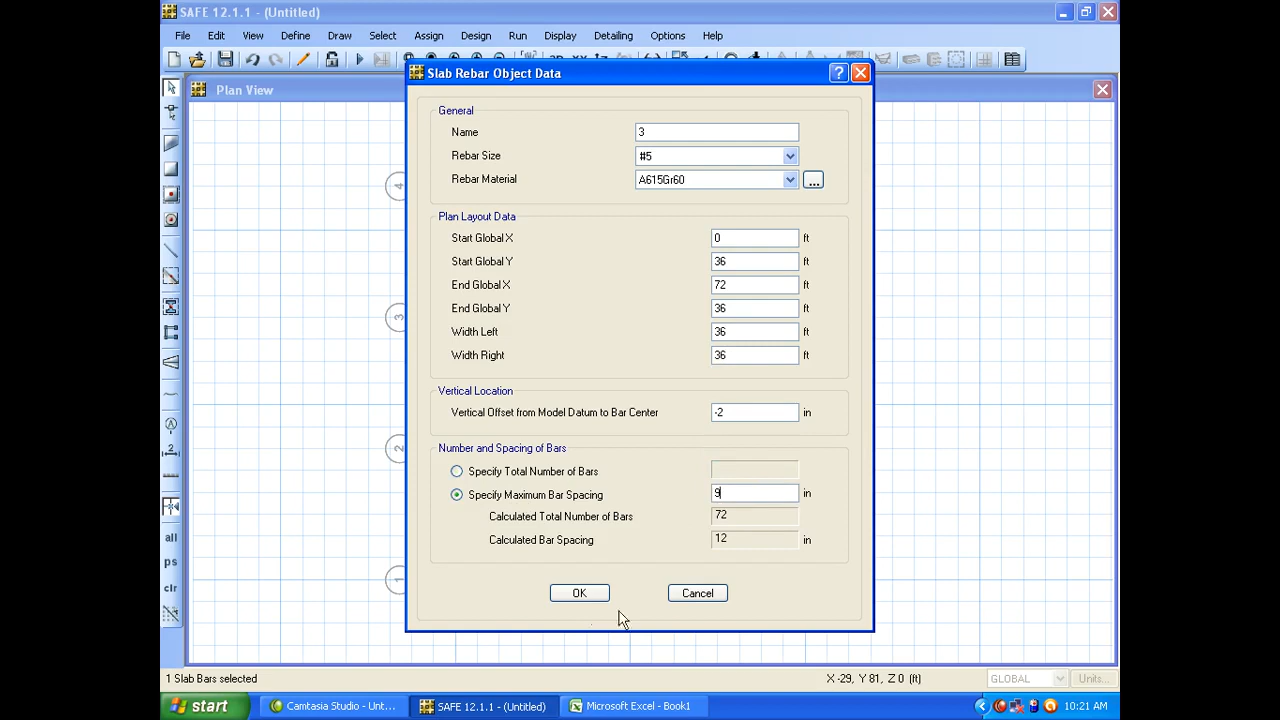 SAFE 12.1.1 - (Untitled)
File Edit View Define Draw Select Assign Design Run Display Detailing Options Help
Plan View
Slab Rebar Object Data
General
Name 3
Rebar Size #5
Rebar Material A615Gr60 ...
Plan Layout Data
Start Global X 0 ft
Start Global Y 36 ft
End Global X 72 ft
End Global Y 36 ft
Width Left 36 ft
Width Right 36 ft
Vertical Location
Vertical Offset from Model Datum to Bar Center -2 in
Number and Spacing of Bars
Specify Total Number of Bars
Specify Maximum Bar Spacing 9 in
Calculated Total Number of Bars 72
Calculated Bar Spacing 12 in
OK Cancel
4
3
2
1
all
ps
clr
1 Slab Bars selected X -29, Y 81, Z 0 (ft) GLOBAL Units...
start Camtasia Studio - Unt... SAFE 12.1.1 - (Untitled) Microsoft Excel - Book1 10:21 AM